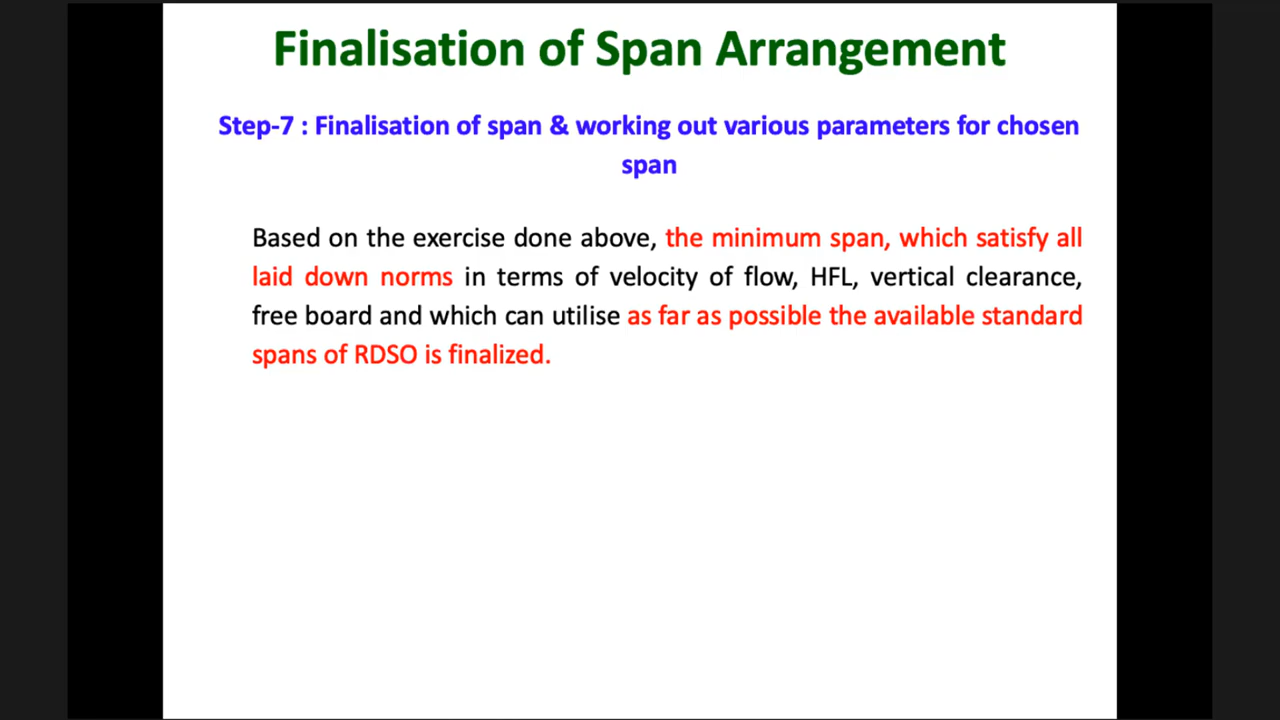 Finalisation of Span Arrangement
Step-7 : Finalisation of span & working out various parameters for chosen
span
Based on the exercise done above, the minimum span, which satisfy all
laid down norms in terms of velocity of flow, HFL, vertical clearance,
free board and which can utilise as far as possible the available standard
spans of RDSO is finalized.